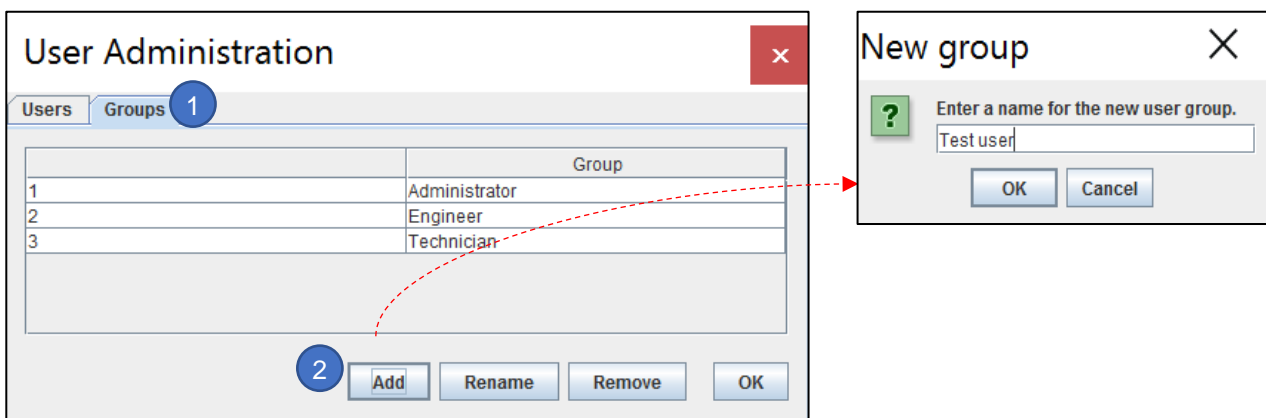 User Administration
x
Users Groups 1
Group
1 Administrator
2 Engineer
3 Technician
2 Add Rename Remove OK
New group
?
Enter a name for the new user group.
Test user
OK Cancel